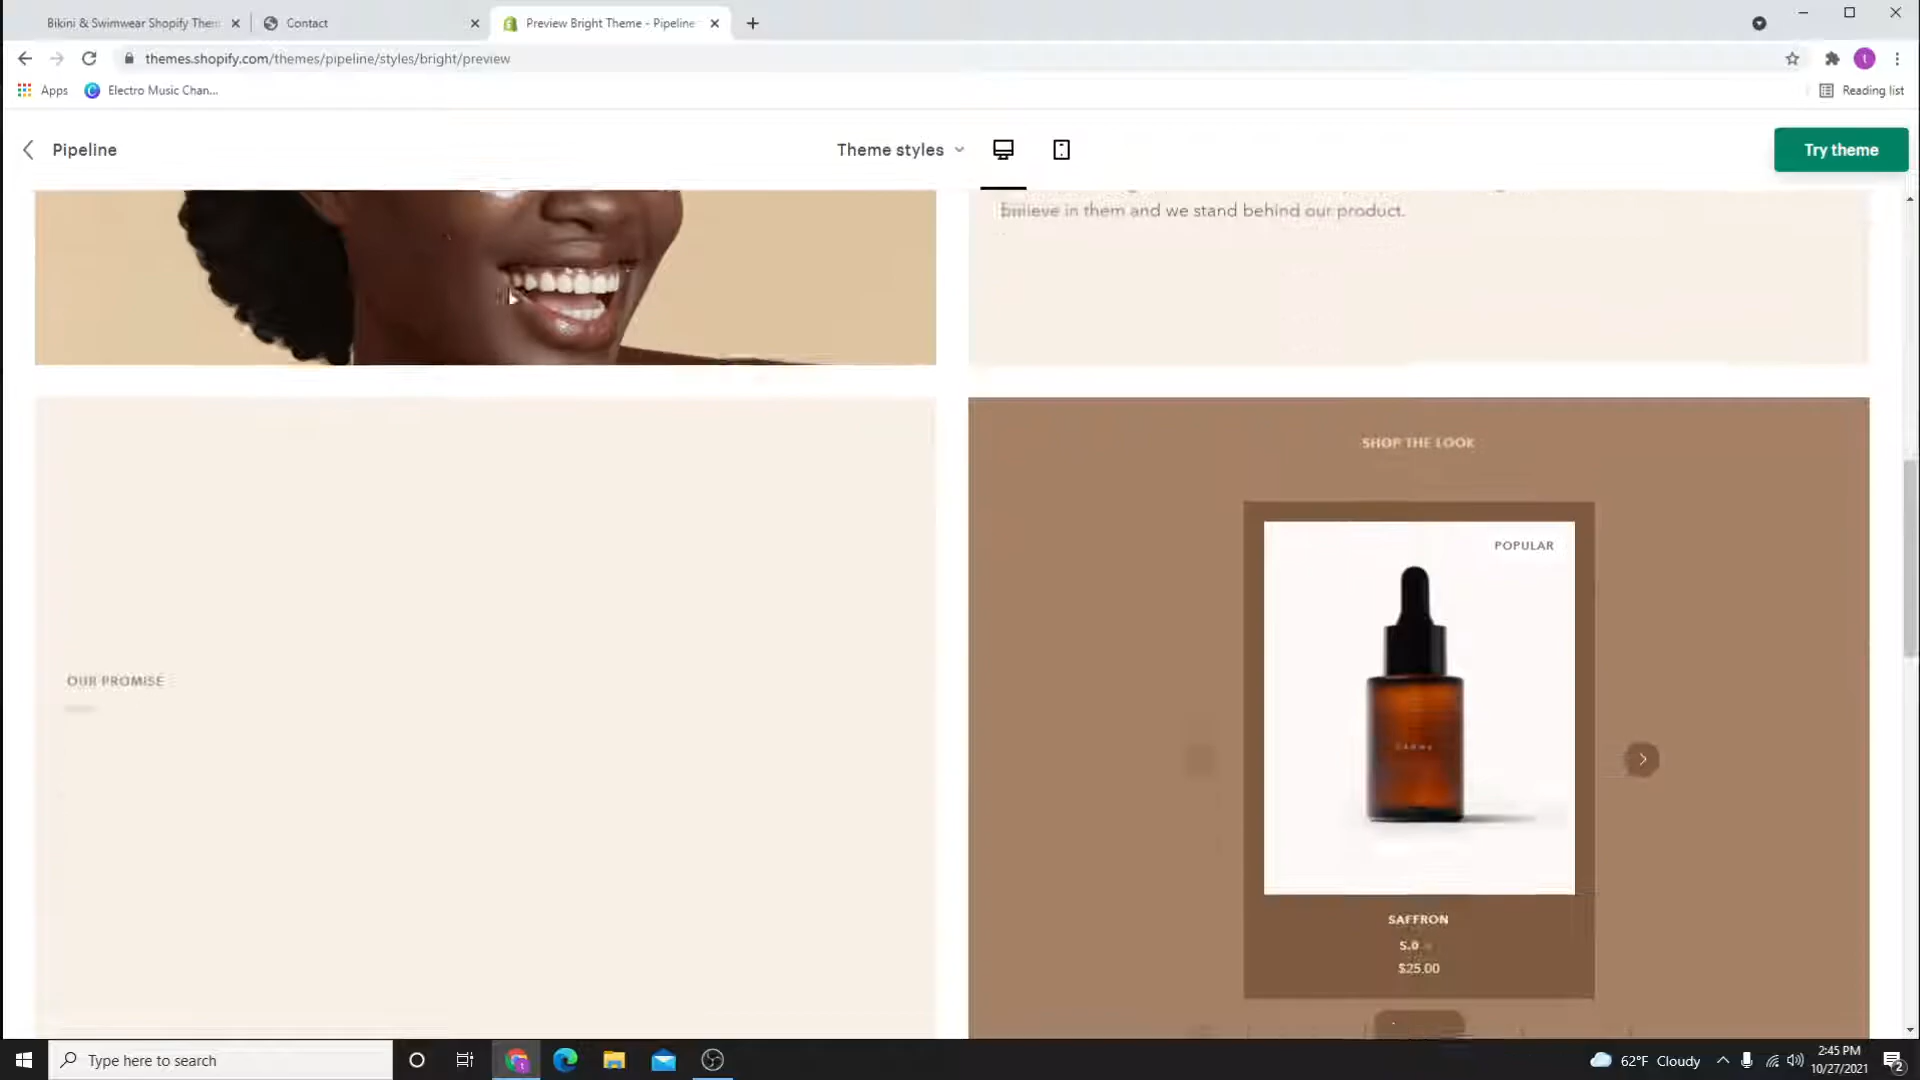 Bikini & Swimwear Shopify Then
Contact
Preview Bright Theme - Pipeline
themes.shopify.com/themes/pipeline/styles/bright/preview
Apps
Electro Music Chan...
Reading list
Pipeline
Theme styles
Try theme
believe in them and we stand behind our product.
SHOP THE LOOK
POPULAR
OUR PROMISE
SAFFRON
5.0
$25.00
Type here to search
62°F Cloudy
2:45 PM
10/27/2021
2